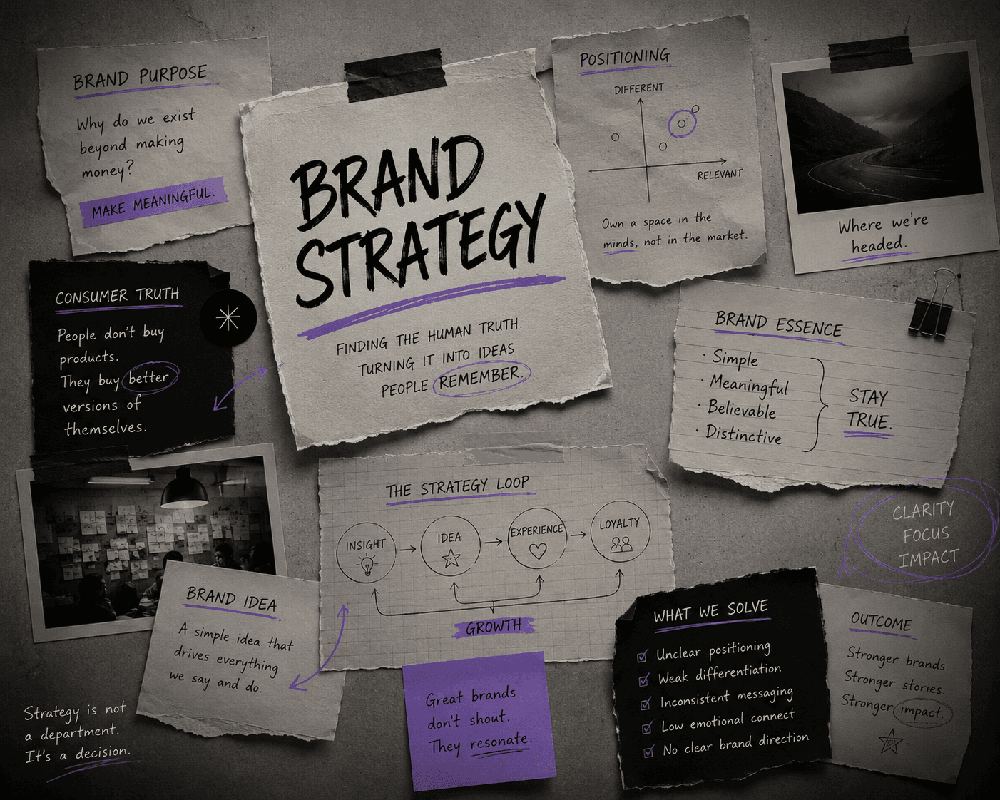 BRAND PURPOSE
Why do we exist
beyond making
money?
MAKE MEANINGFUL.
BRAND
STRATEGY
FINDING THE HUMAN TRUTH
TURNING IT INTO IDEAS
PEOPLE REMEMBER.
POSITIONING
DIFFERENT
RELEVANT
Own a space in the
minds, not in the market.
Where we're
headed.
CONSUMER TRUTH
People don't buy
products.
They buy better
versions of
themselves.
BRAND ESSENCE
· Simple
· Meaningful
· Believable
· Distinctive
STAY
TRUE.
CLARITY
FOCUS
IMPACT
THE STRATEGY LOOP
INSIGHT
IDEA
EXPERIENCE
LOYALTY
GROWTH
BRAND IDEA
A simple idea that
drives everything
we say and do.
Strategy is not
a department.
It's a decision.
Great brands
don't shout.
They resonate.
WHAT WE SOLVE
Unclear positioning
Weak differentiation
Inconsistent messaging
Low emotional connect
No clear brand direction
OUTCOME
Stronger brands
Stronger stories
Stronger impact.